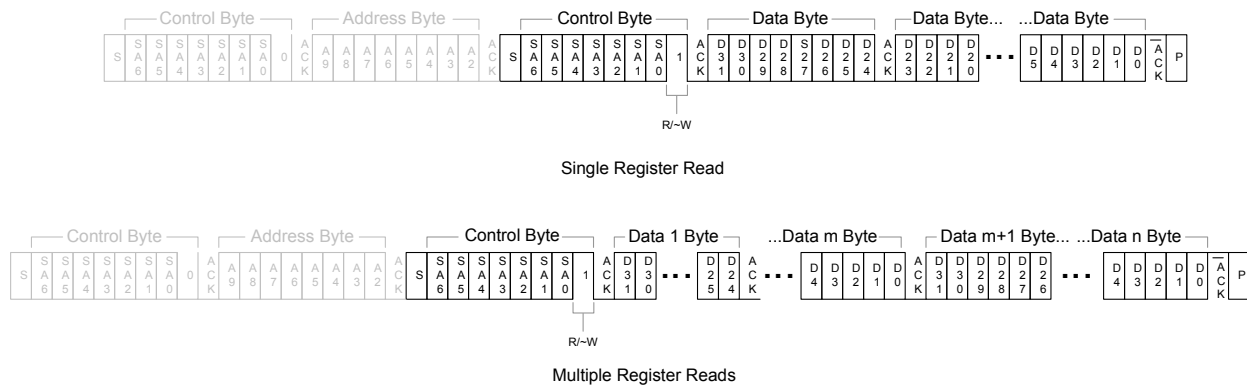 Control Byte Address Byte Control Byte Data Byte Data Byte... ...Data Byte
S SA6 SA5 SA4 SA3 SA2 SA1 SA0 0 ACK A9 A8 A7 A6 A5 A4 A3 A2 ACK S SA6 SA5 SA4 SA3 SA2 SA1 SA0 1 ACK D31 D30 D29 D28 S27 D26 D25 D24 ACK D23 D22 D21 D20 ... D5 D4 D3 D2 D1 D0 A̅CK P
R/~W
Single Register Read
Control Byte Address Byte Control Byte Data 1 Byte ...Data m Byte Data m+1 Byte... ...Data n Byte
S SA6 SA5 SA4 SA3 SA2 SA1 SA0 0 ACK A9 A8 A7 A6 A5 A4 A3 A2 ACK S SA6 SA5 SA4 SA3 SA2 SA1 SA0 1 ACK D31 D30 ... D25 D24 ACK ... D4 D3 D2 D1 D0 ACK D31 D30 D29 D28 D27 D26 ... D4 D3 D2 D1 D0 A̅CK P
R/~W
Multiple Register Reads